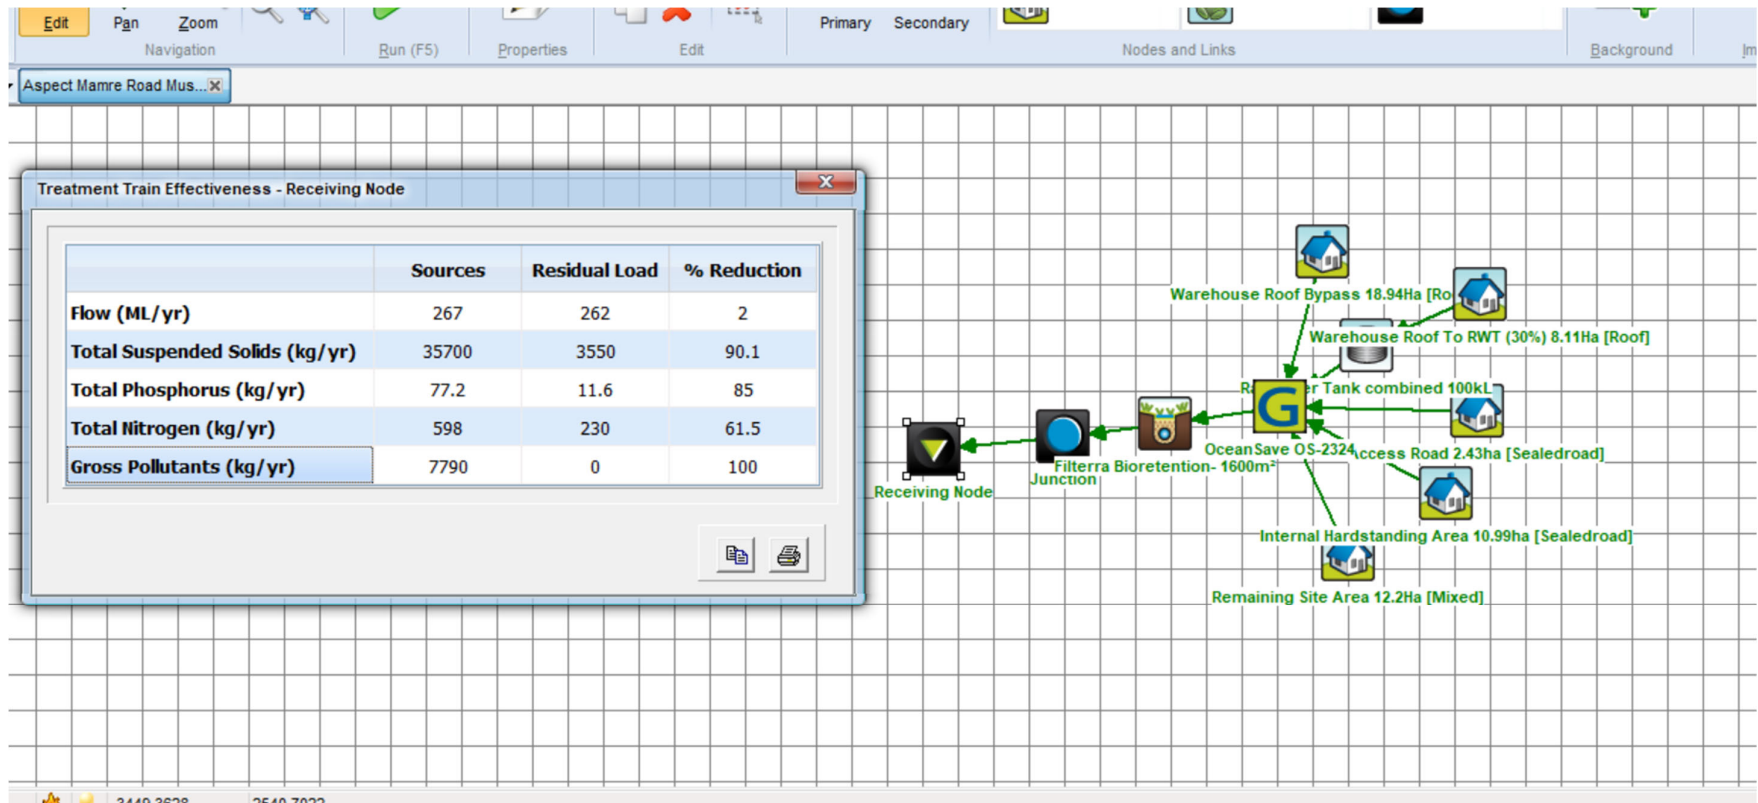 Edit Pan Zoom Primary Secondary
Navigation Run (F5) Properties Edit Nodes and Links Background
Aspect Mamre Road Mus...
Treatment Train Effectiveness - Receiving Node
Sources Residual Load % Reduction
Flow (ML/yr) 267 262 2
Total Suspended Solids (kg/yr) 35700 3550 90.1
Total Phosphorus (kg/yr) 77.2 11.6 85
Total Nitrogen (kg/yr) 598 230 61.5
Gross Pollutants (kg/yr) 7790 0 100
Warehouse Roof Bypass 18.94Ha [Ro
Warehouse Roof To RWT (30%) 8.11Ha [Roof]
Tank combined 100kL
G
OceanSave OS-2324
Access Road 2.43ha [Sealedroad]
Filterra Bioretention- 1600m²
Junction
Receiving Node
Internal Hardstanding Area 10.99ha [Sealedroad]
Remaining Site Area 12.2Ha [Mixed]